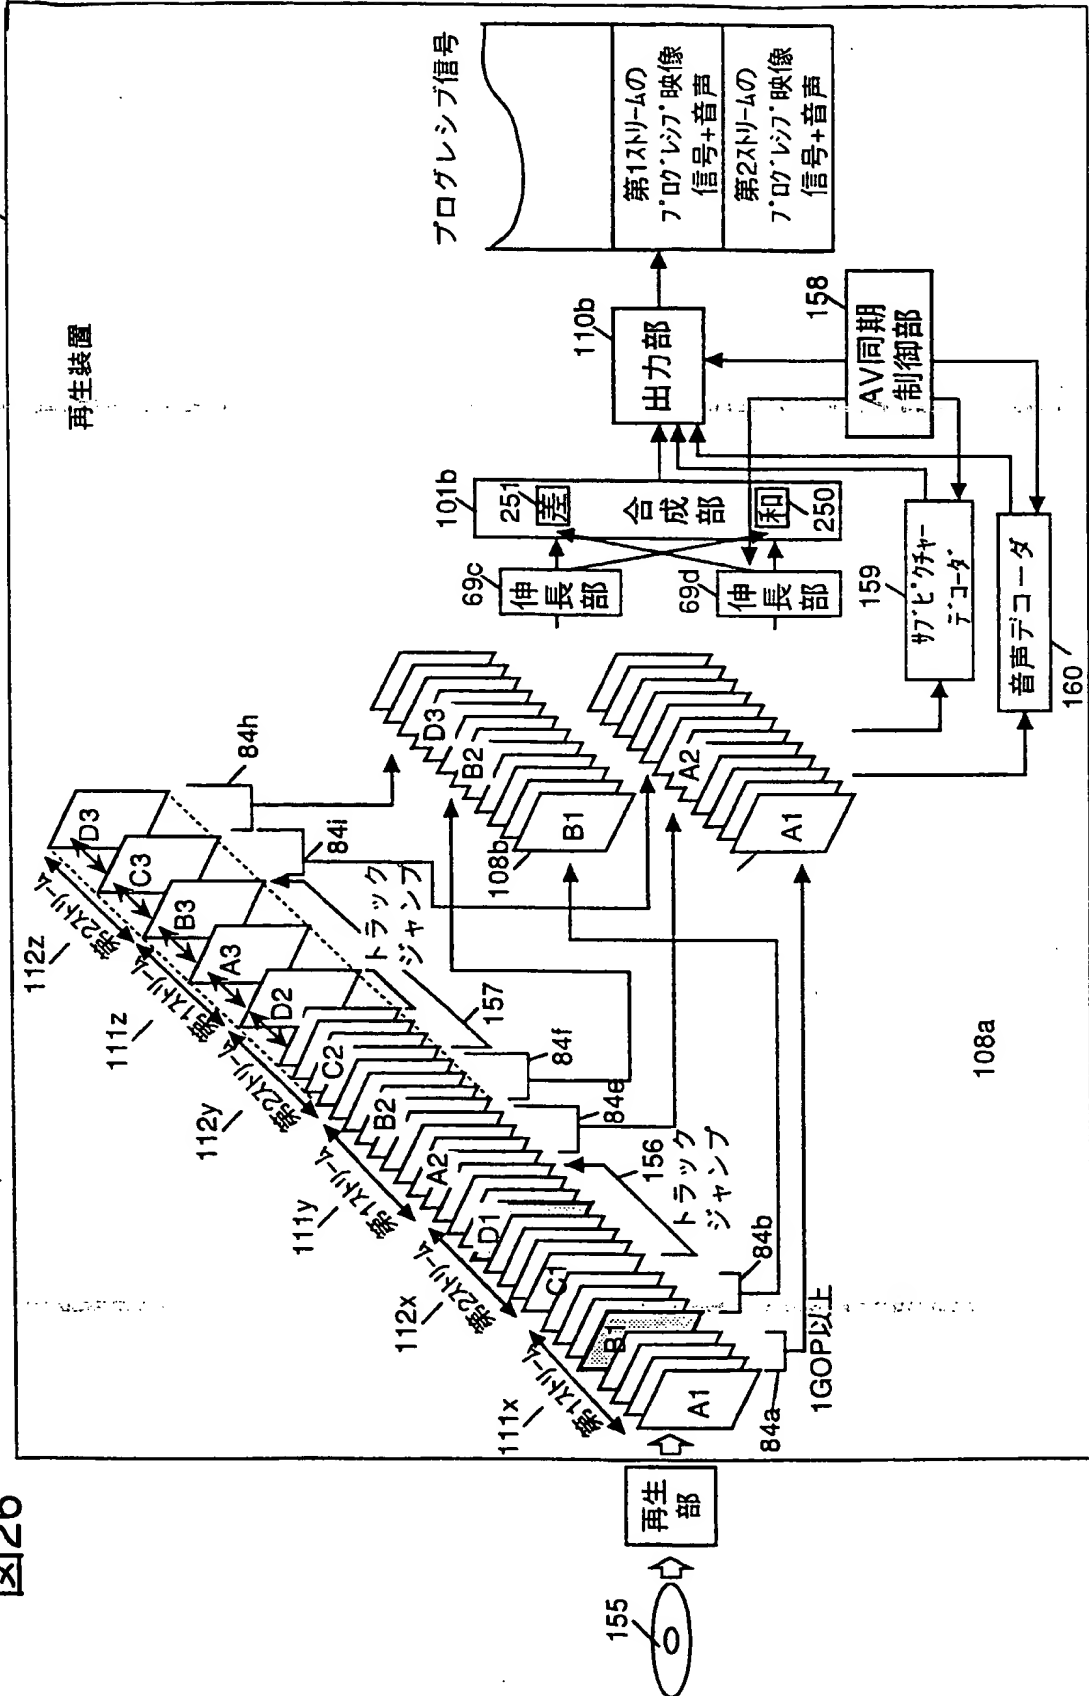 図26
再生装置
プログレシブ信号
第1ストリームの
プログレシブ映像
信号+音声
第2ストリームの
プログレシブ映像
信号+音声
110b
出力部
158
AV同期
制御部
101b
251
差
合成部
和
250
69c
伸長部
69d
伸長部
159
サブピクチャー
デコーダ
音声デコーダ
160
84h
84i
D3
B2
108b
B1
A2
A1
D3
C3
B3
A3
D2
C2
B2
A2
D1
C1
B1
A1
112z
第2ストリーム
111z
第1ストリーム
112y
第2ストリーム
111y
第1ストリーム
112x
第2ストリーム
111x
第1ストリーム
トラック
ジャンプ
157
84f
84e
156
トラック
ジャンプ
84b
84a
1GOP以上
108a
再生部
155